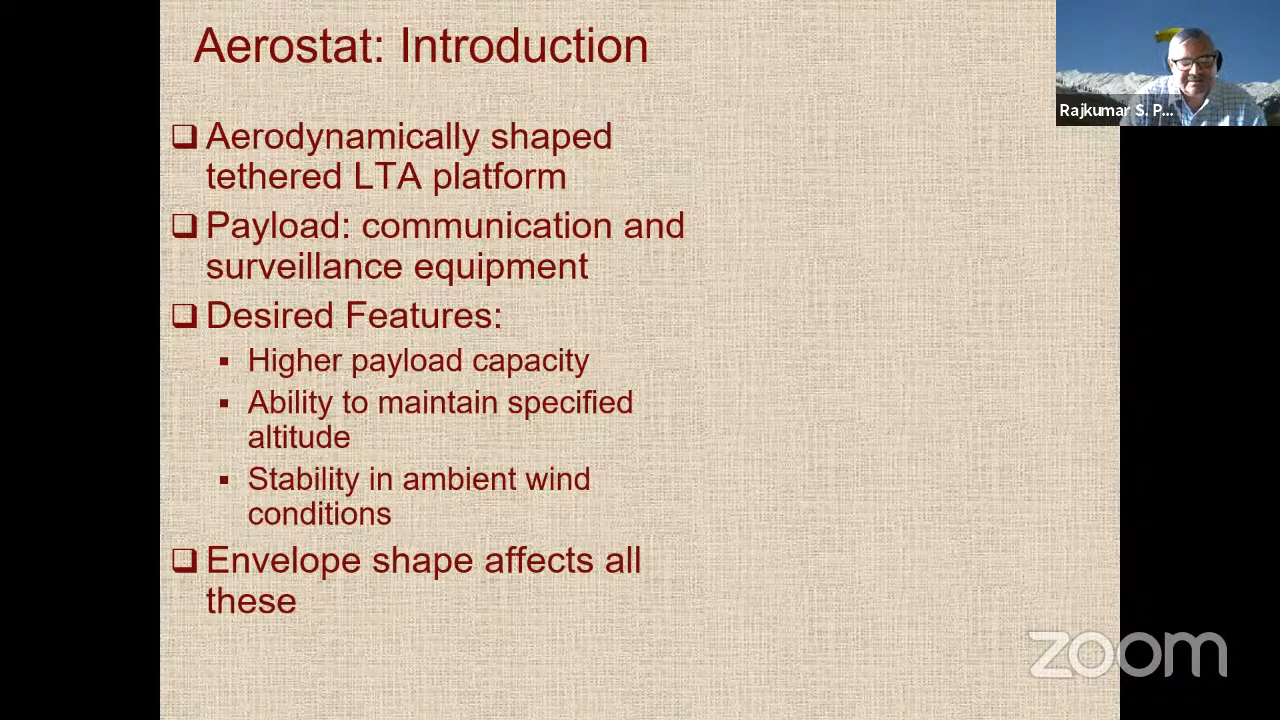 Aerostat: Introduction
Rajkumar S. P...
❑ Aerodynamically shaped
tethered LTA platform
❑ Payload: communication and
surveillance equipment
❑ Desired Features:
▪ Higher payload capacity
▪ Ability to maintain specified
altitude
▪ Stability in ambient wind
conditions
❑ Envelope shape affects all
these
zoom